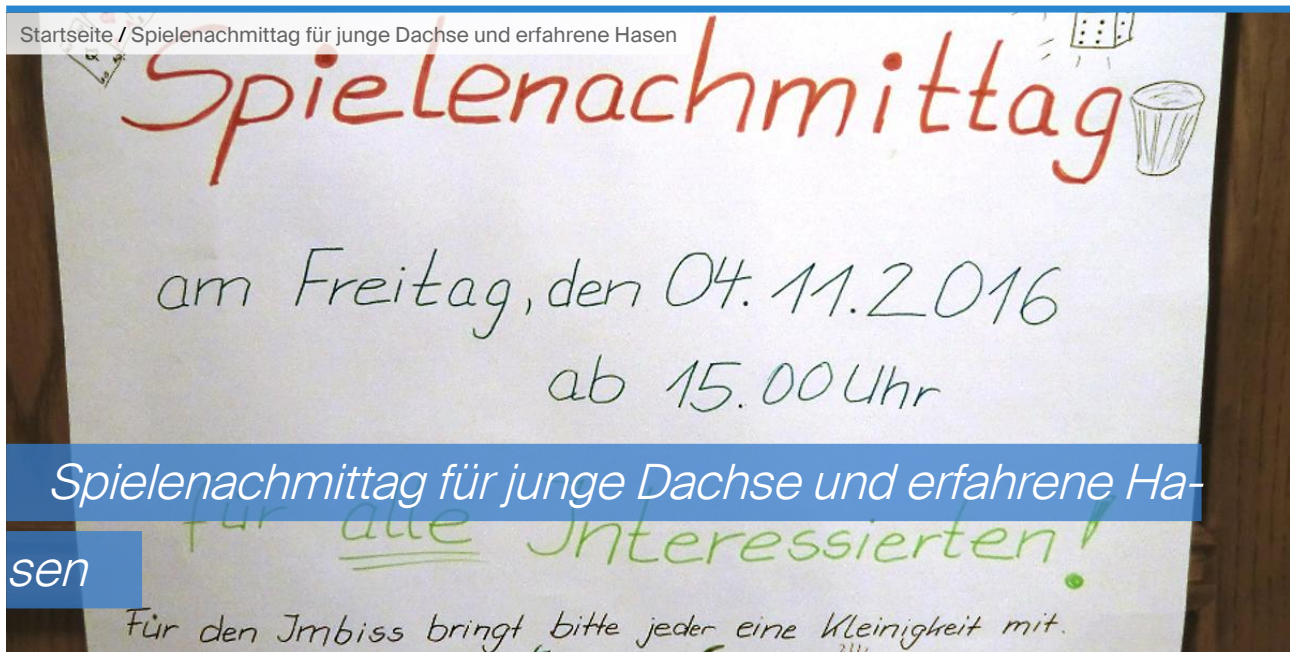 Startseite / Spielenachmittag für junge Dachse und erfahrene Hasen
Spielenachmittag
am Freitag, den 04.11.2016
ab 15.00 Uhr
Spielenachmittag für junge Dachse und erfahrene Ha-
sen
für alle Interessierten!
Für den Imbiss bringt bitte jeder eine Kleinigkeit mit.